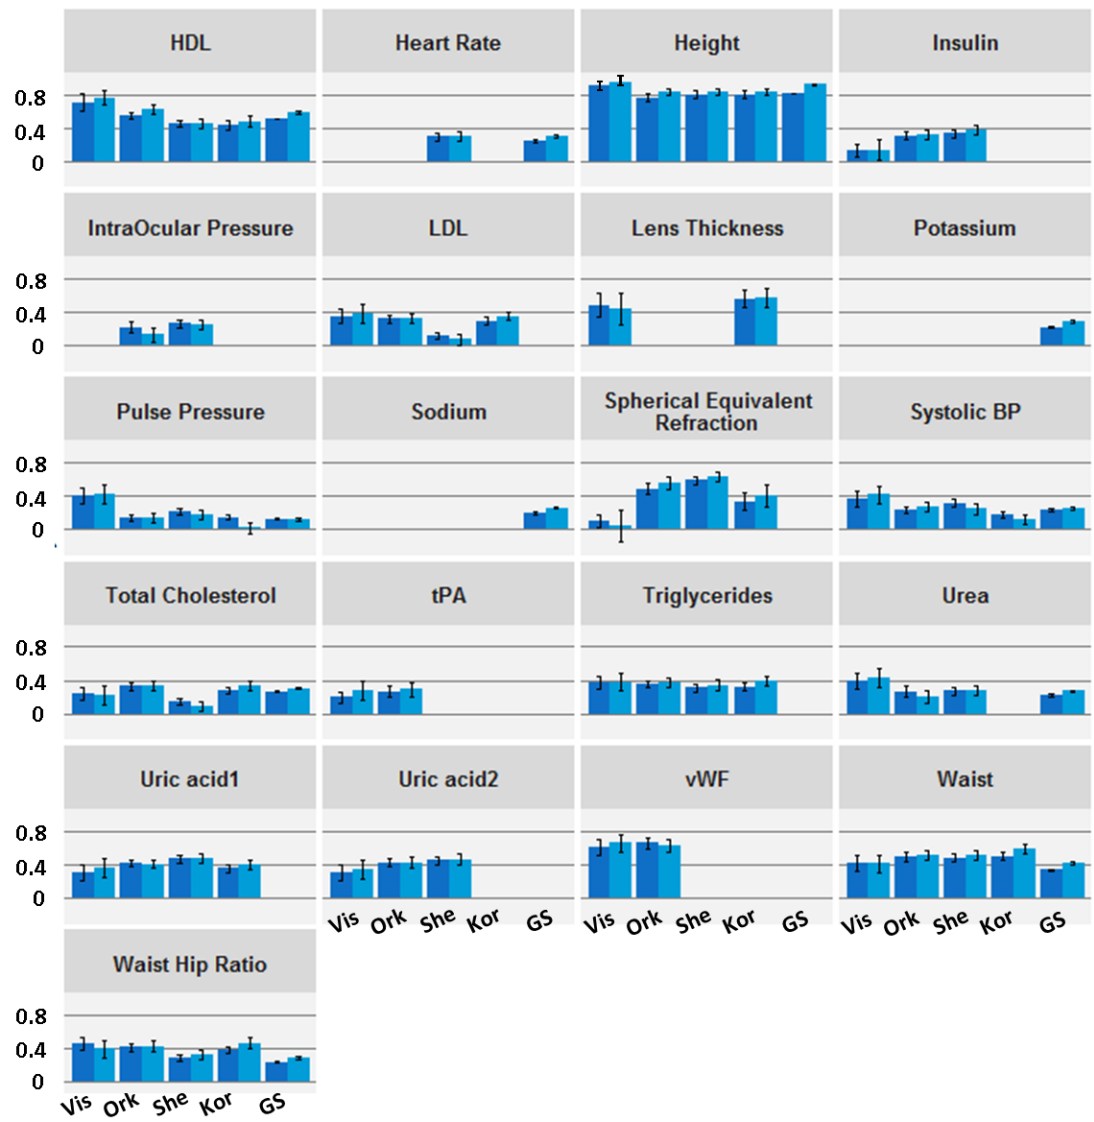 HDL
Heart Rate
Height
Insulin
0.8
0.4
0
IntraOcular Pressure
LDL
Lens Thickness
Potassium
0.8
0.4
0
Pulse Pressure
Sodium
Spherical Equivalent
Refraction
Systolic BP
0.8
0.4
0
Total Cholesterol
tPA
Triglycerides
Urea
0.8
0.4
0
Uric acid1
Uric acid2
vWF
Waist
0.8
0.4
0
Vis Ork She Kor GS
Vis Ork She Kor GS
Vis Ork She Kor GS
Waist Hip Ratio
0.8
0.4
0
Vis Ork She Kor GS